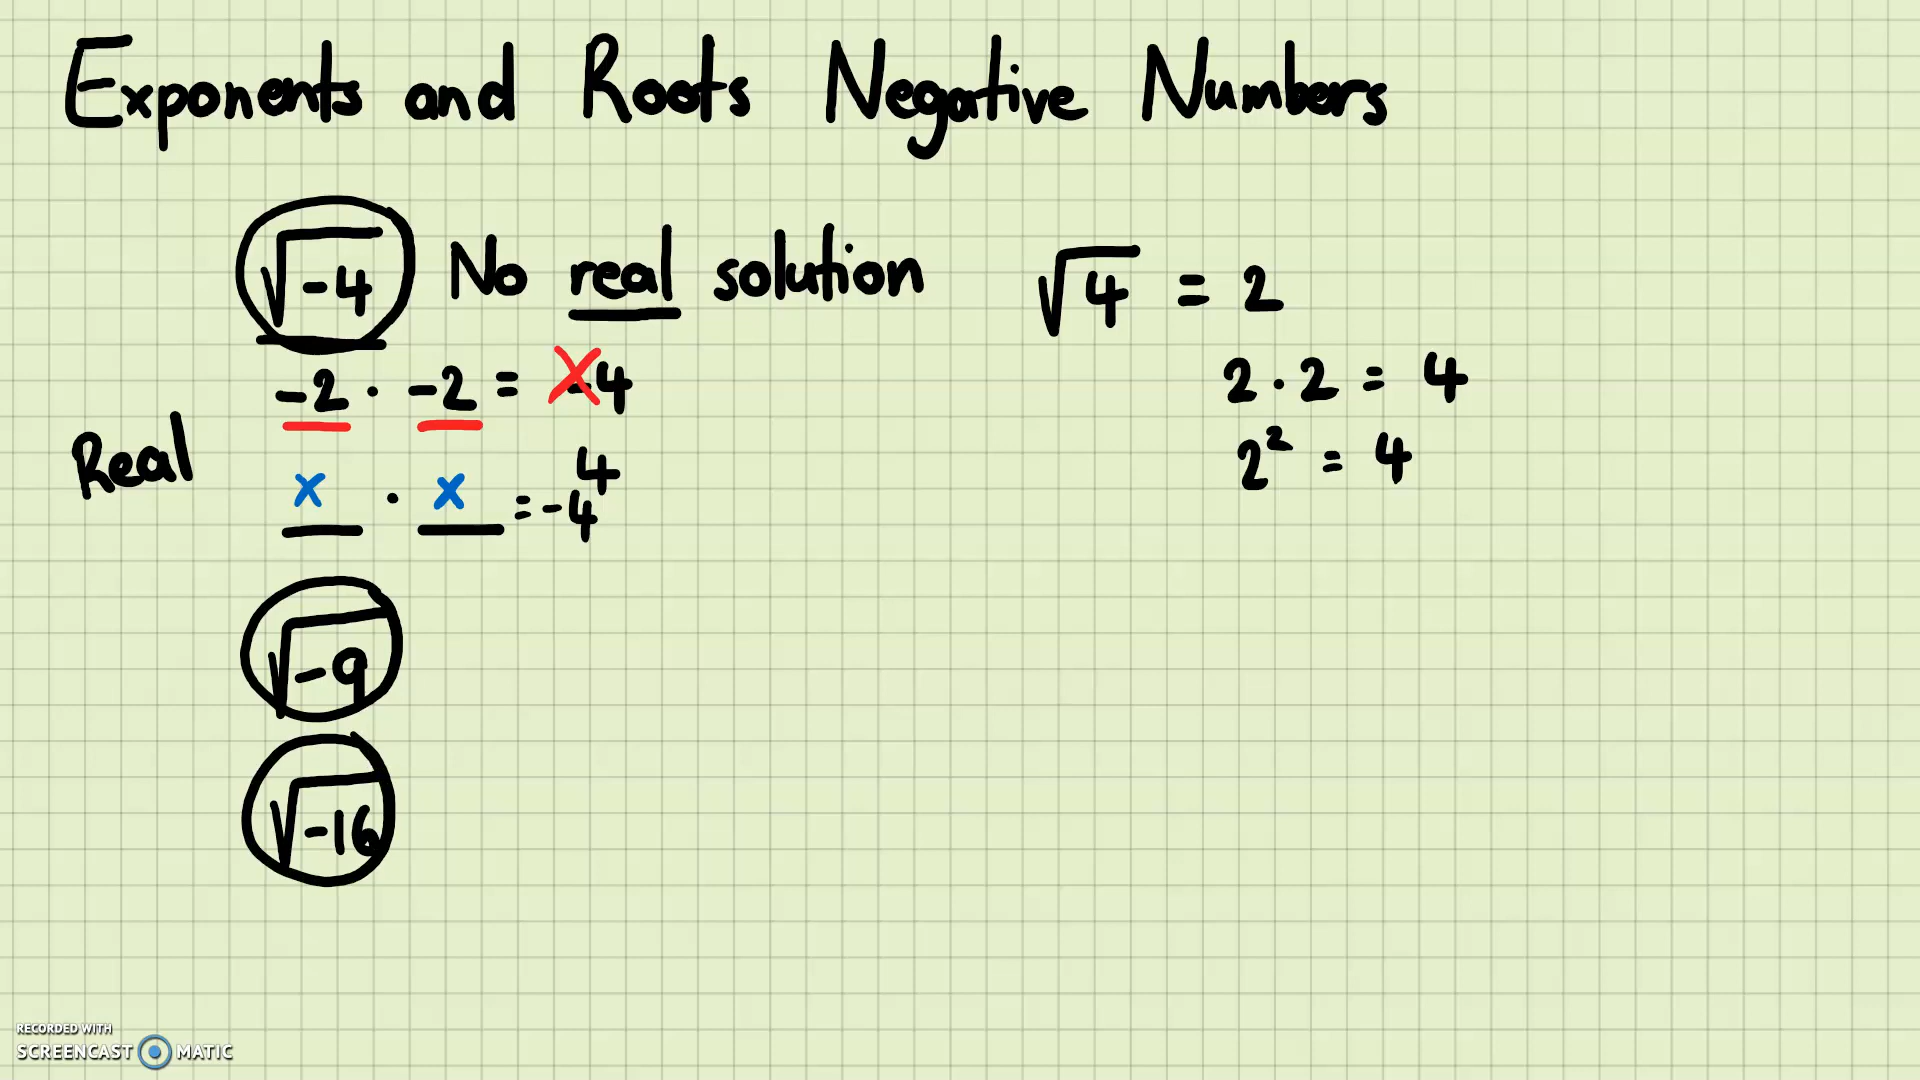 Exponents and Roots Negative Numbers
√-4 No real solution
√4 = 2
-2 · -2 = -4
2 · 2 = 4
Real
4
x · x = -4
2² = 4
√-9
√-16
RECORDED WITH
SCREENCAST MATIC